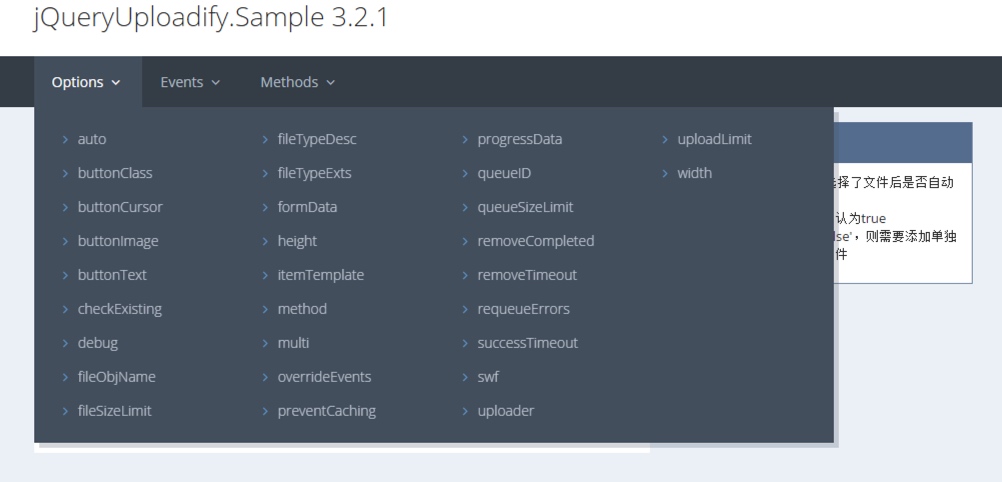 jQueryUploadify.Sample 3.2.1
Options Events Methods
auto
buttonClass
buttonCursor
buttonImage
buttonText
checkExisting
debug
fileObjName
fileSizeLimit
fileTypeDesc
fileTypeExts
formData
height
itemTemplate
method
multi
overrideEvents
preventCaching
progressData
queueID
queueSizeLimit
removeCompleted
removeTimeout
requeueErrors
successTimeout
swf
uploader
uploadLimit
width
择了文件后是否自动
认为true
lse'，则需要添加单独
件